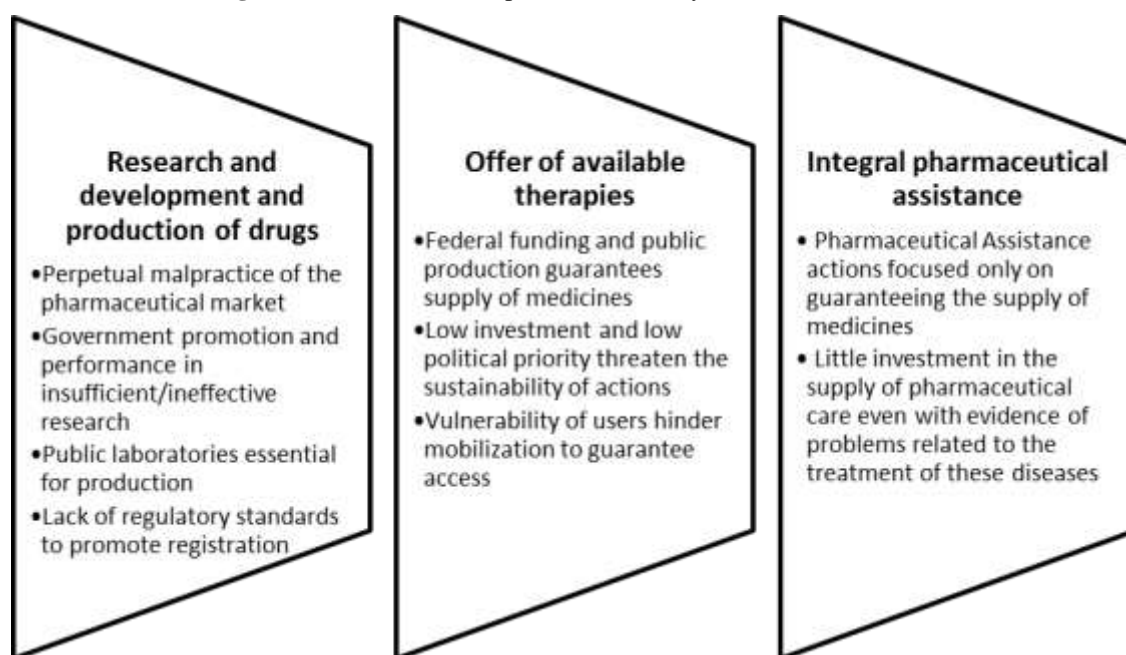 Research and
development and
production of drugs
•Perpetual malpractice of the
pharmaceutical market
•Government promotion and
performance in
insufficient/ineffective
research
•Public laboratories essential
for production
•Lack of regulatory standards
to promote registration
Offer of available
therapies
•Federal funding and public
production guarantees
supply of medicines
•Low investment and low
political priority threaten the
sustainability of actions
•Vulnerability of users hinder
mobilization to guarantee
access
Integral pharmaceutical
assistance
• Pharmaceutical Assistance
actions focused only on
guaranteeing the supply of
medicines
• Little investment in the
supply of pharmaceutical
care even with evidence of
problems related to the
treatment of these diseases